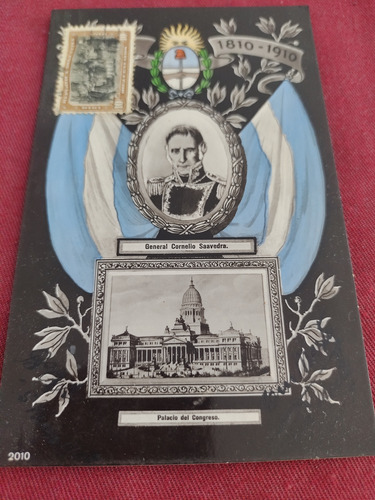 1810-1910
General Cornelio Saavedra.
Palacio del Congreso.
2010